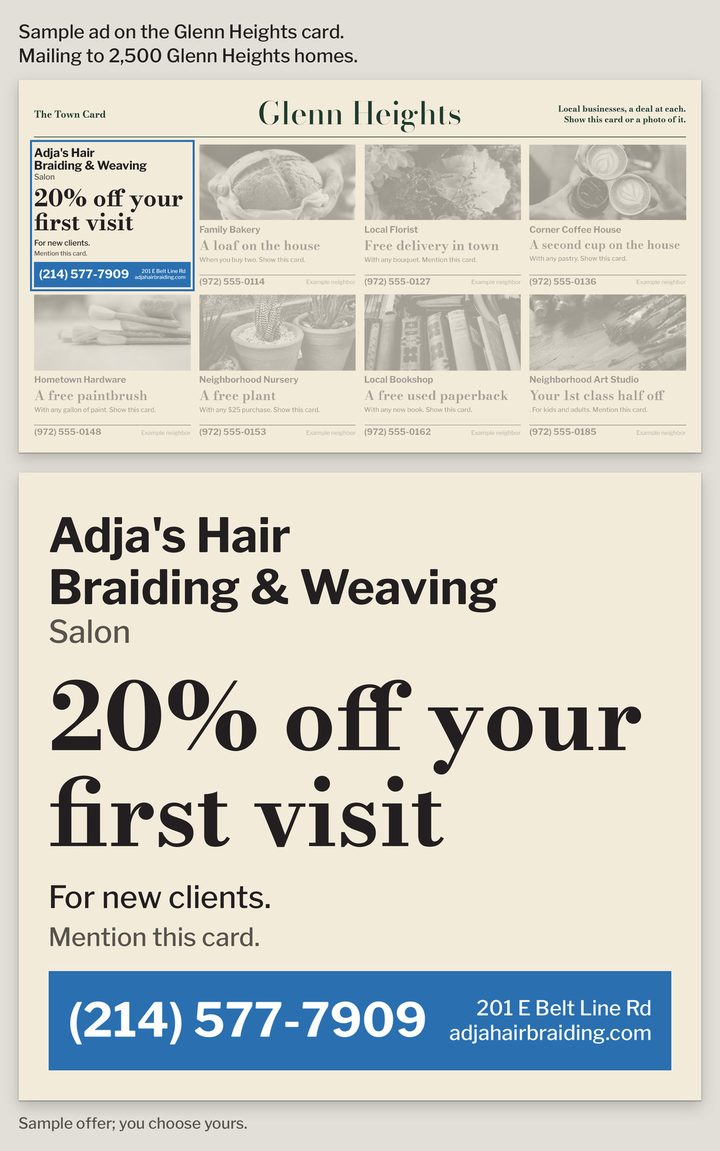 Sample ad on the Glenn Heights card.
Mailing to 2,500 Glenn Heights homes.
The Town Card
Glenn Heights
Local businesses, a deal at each.
Show this card or a photo of it.
Adja's Hair
Braiding & Weaving
Salon
20% off your
first visit
For new clients.
Mention this card.
(214) 577-7909
201 E Belt Line Rd
adjahairbraiding.com
Family Bakery
A loaf on the house
When you buy two. Show this card.
(972) 555-0114
Example neighbor
Local Florist
Free delivery in town
With any bouquet. Mention this card.
(972) 555-0127
Example neighbor
Corner Coffee House
A second cup on the house
With any pastry. Show this card.
(972) 555-0136
Example neighbor
Hometown Hardware
A free paintbrush
With any gallon of paint. Show this card.
(972) 555-0148
Example neighbor
Neighborhood Nursery
A free plant
With any $25 purchase. Show this card.
(972) 555-0153
Example neighbor
Local Bookshop
A free used paperback
With any new book. Show this card.
(972) 555-0162
Example neighbor
Neighborhood Art Studio
Your 1st class half off
For kids and adults. Mention this card.
(972) 555-0185
Example neighbor
Adja's Hair
Braiding & Weaving
Salon
20% off your
first visit
For new clients.
Mention this card.
(214) 577-7909
201 E Belt Line Rd
adjahairbraiding.com
Sample offer; you choose yours.